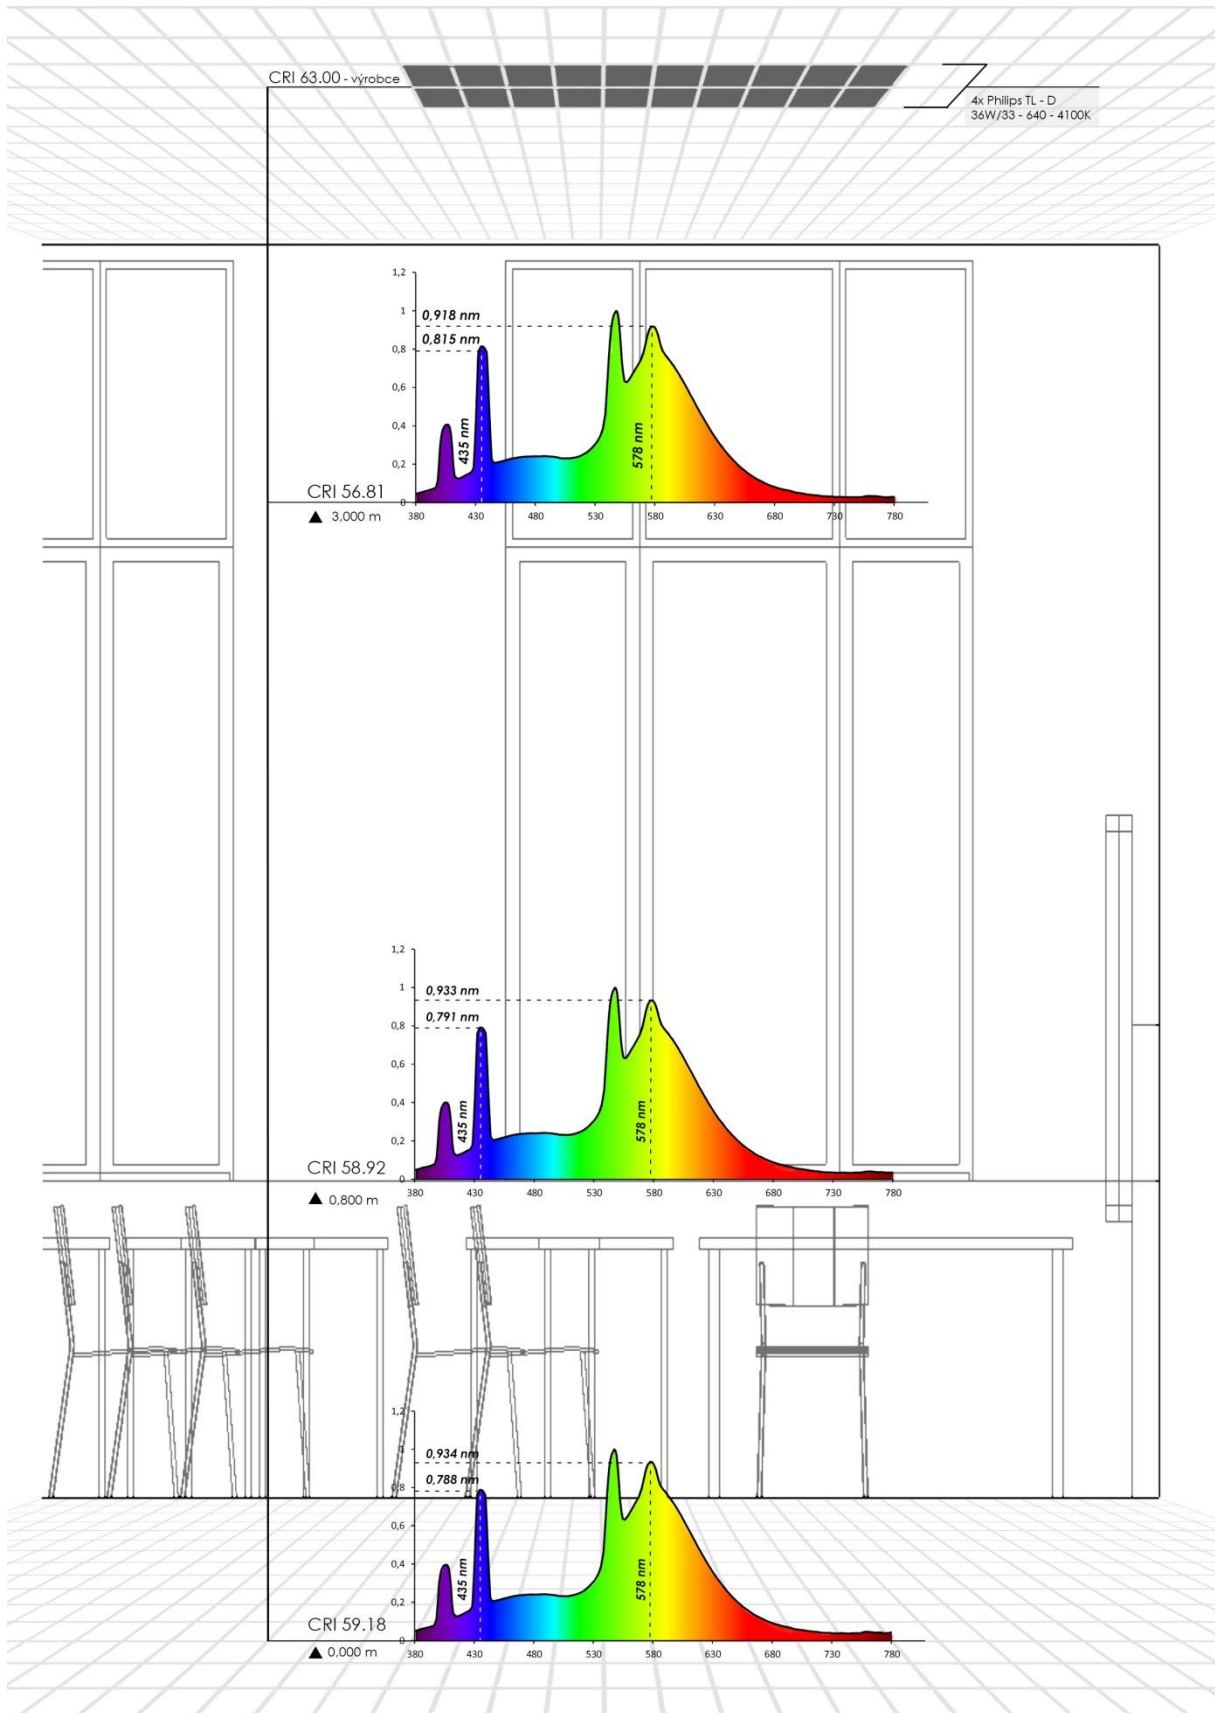 CRI 63.00 - výrobce
4x Philips TL - D
36W/33 - 640 - 4100K
1,2
0,918 nm
1
0,815 nm
0,8
0,6
0,4
435 nm
578 nm
0,2
CRI 56.81
0
380 430 480 530 580 630 680 730 780
▲ 3,000 m
1,2
0,933 nm
1
0,791 nm
0,8
0,6
0,4
435 nm
578 nm
0,2
CRI 58.92
0
380 430 480 530 580 630 680 730 780
▲ 0,800 m
1,2
0,934 nm
1
0,788 nm
0,8
0,6
0,4
435 nm
578 nm
0,2
CRI 59.18
0
380 430 480 530 580 630 680 730 780
▲ 0,000 m